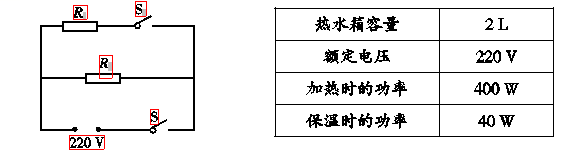 R
S
R
S
220 V
热水箱容量 2 L
额定电压 220 V
加热时的功率 400 W
保温时的功率 40 W